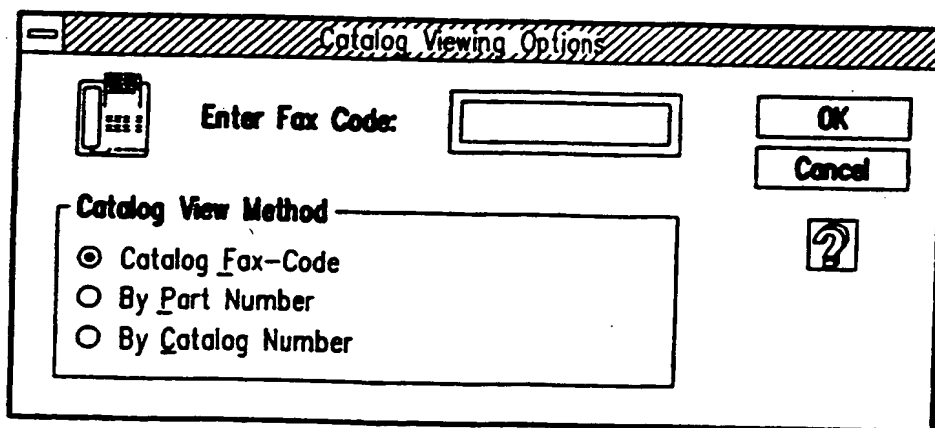 Catalog Viewing Options
Enter Fax Code:
OK
Cancel
Catalog View Method
Catalog Fax-Code
By Part Number
By Catalog Number
?